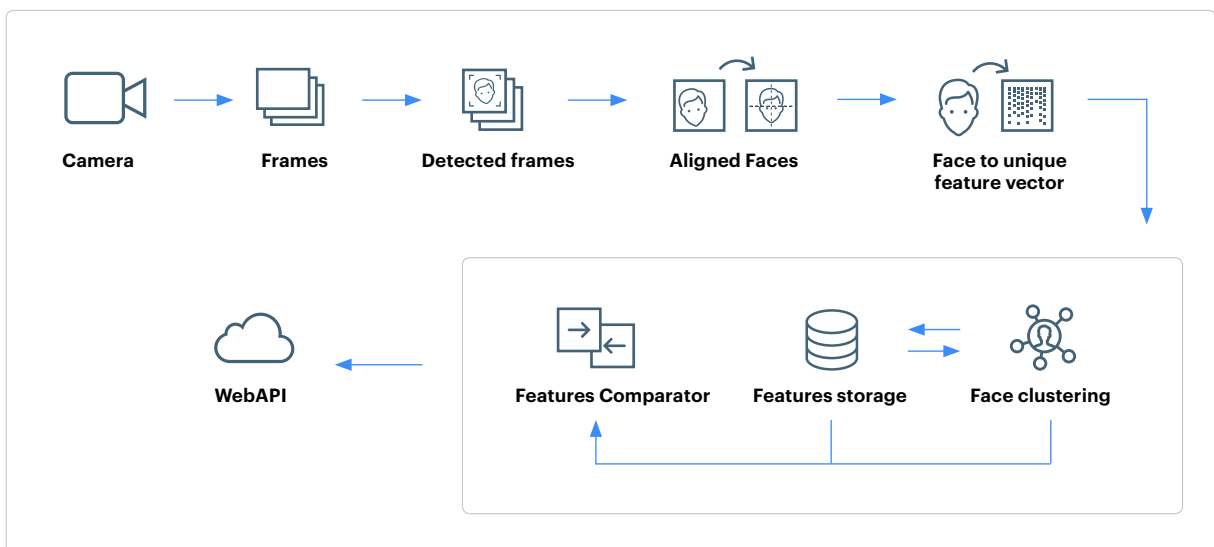 Camera
Frames
Detected frames
Aligned Faces
Face to unique
feature vector
WebAPI
Features Comparator
Features storage
Face clustering